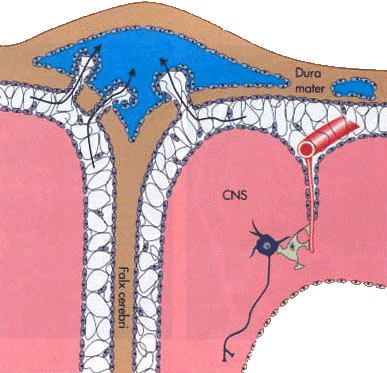 Dura
mater
CNS
Falx cerebri